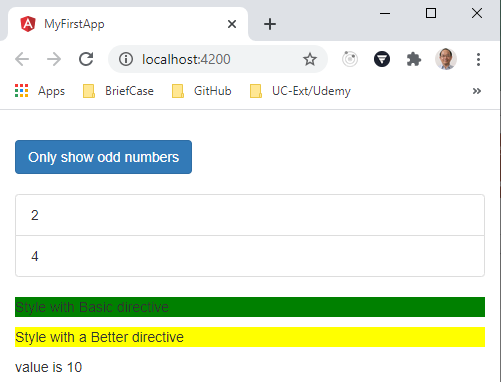 MyFirstApp
localhost:4200
Apps BriefCase GitHub UC-Ext/Udemy »
Only show odd numbers
2
4
Style with Basic directive
Style with a Better directive
value is 10